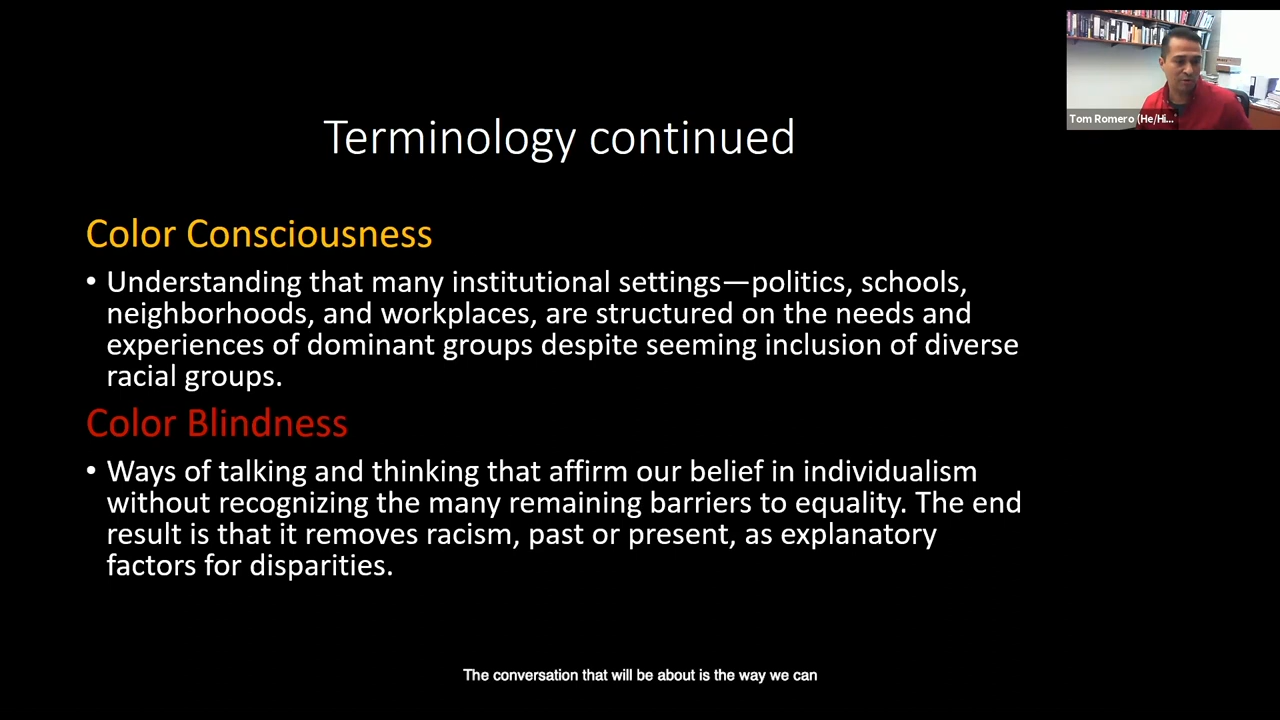 Tom Romero (He/Hi...
Terminology continued
Color Consciousness
• Understanding that many institutional settings—politics, schools,
neighborhoods, and workplaces, are structured on the needs and
experiences of dominant groups despite seeming inclusion of diverse
racial groups.
Color Blindness
• Ways of talking and thinking that affirm our belief in individualism
without recognizing the many remaining barriers to equality. The end
result is that it removes racism, past or present, as explanatory
factors for disparities.
The conversation that will be about is the way we can